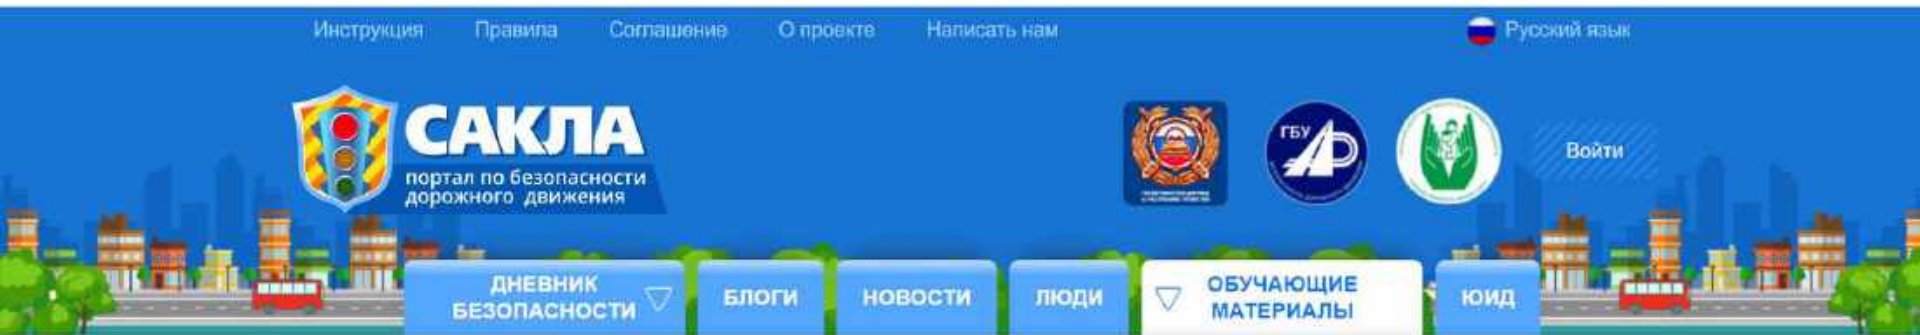 Инструкция Правила Соглашение О проекте Написать нам Русский язык
САКЛА
портал по безопасности
дорожного движения
ГБУ
Войти
ДНЕВНИК
БЕЗОПАСНОСТИ
БЛОГИ
НОВОСТИ
ЛЮДИ
ОБУЧАЮЩИЕ
МАТЕРИАЛЫ
ЮИД